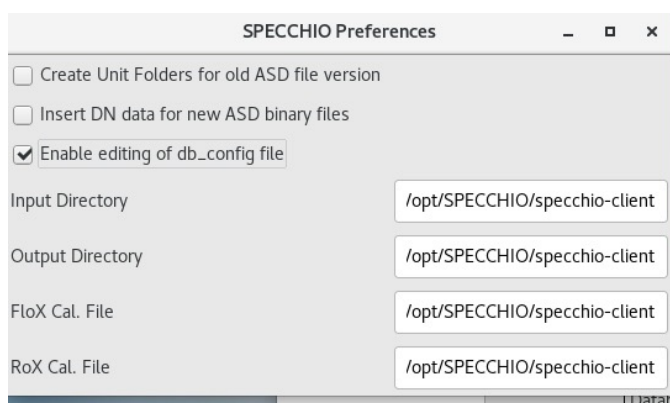 SPECCHIO Preferences
Create Unit Folders for old ASD file version
Insert DN data for new ASD binary files
Enable editing of db_config file
Input Directory /opt/SPECCHIO/specchio-client
Output Directory /opt/SPECCHIO/specchio-client
FloX Cal. File /opt/SPECCHIO/specchio-client
RoX Cal. File /opt/SPECCHIO/specchio-client